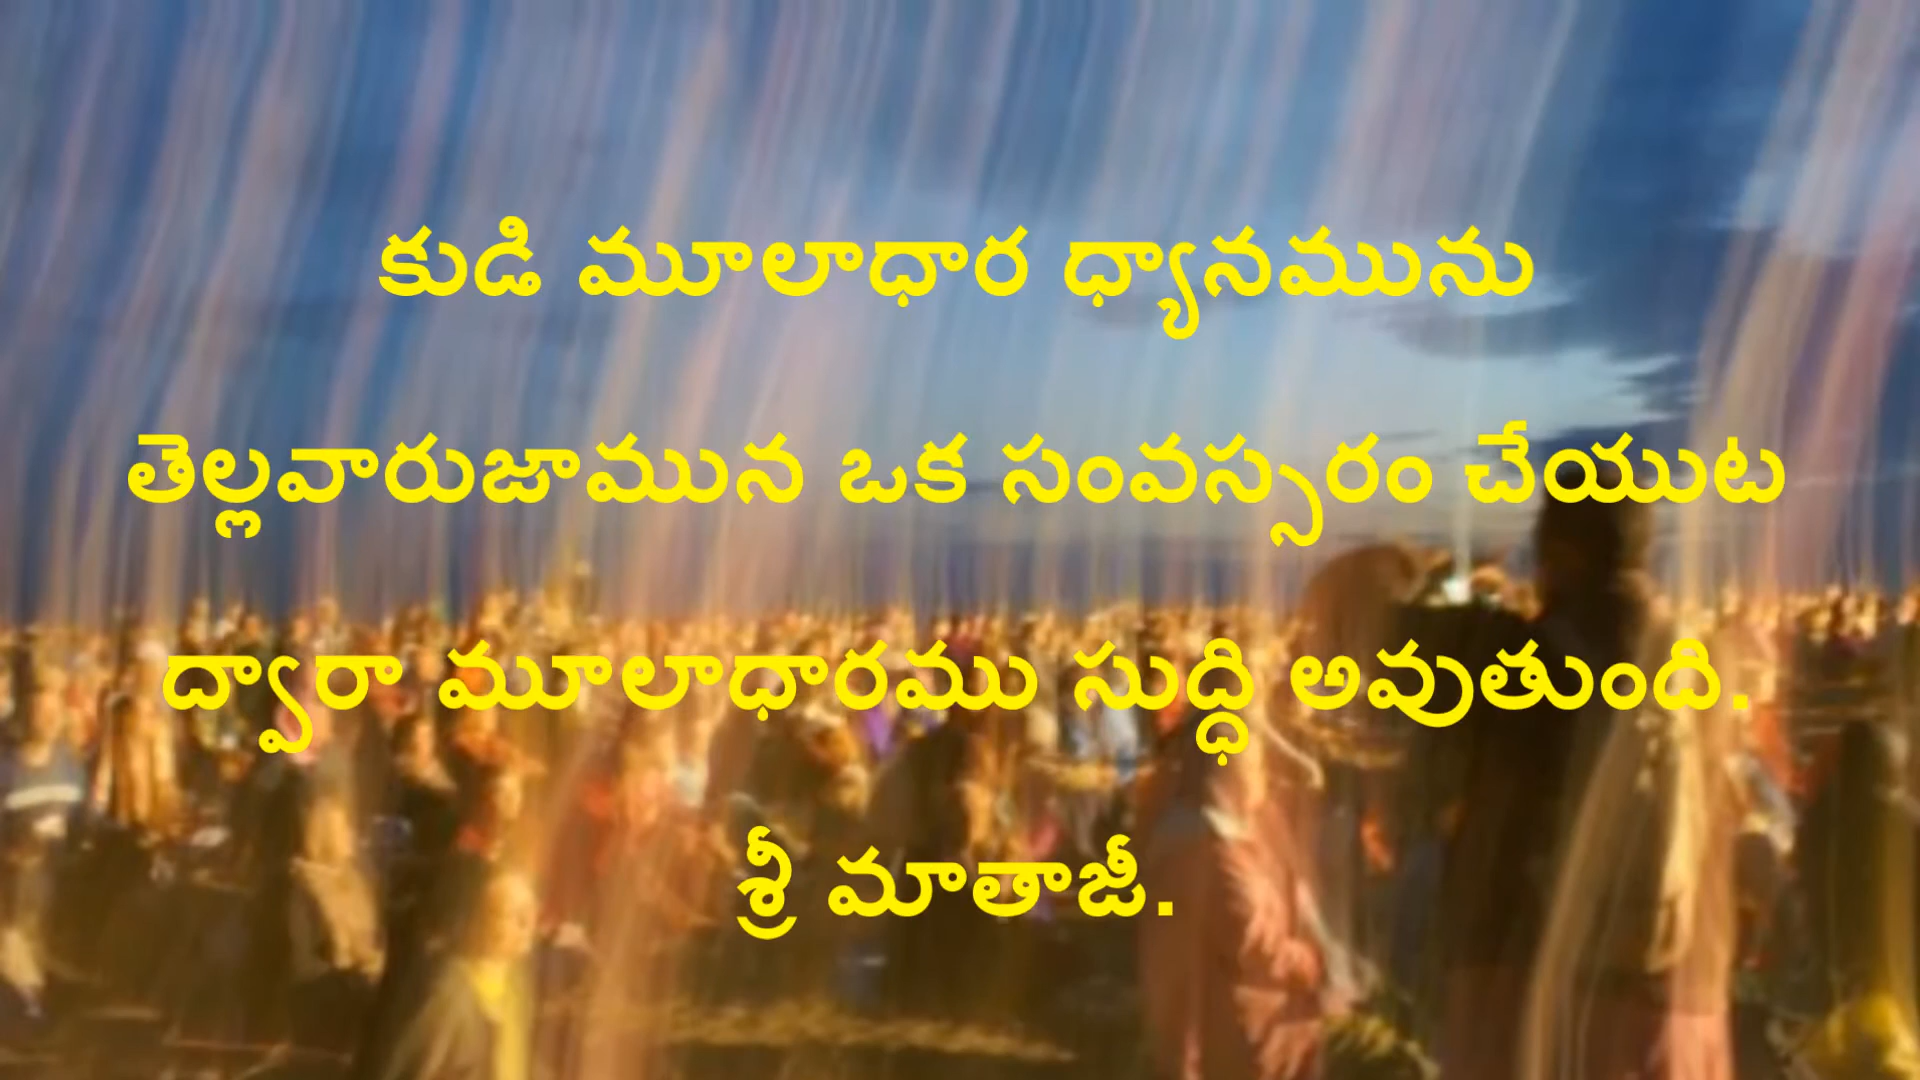 కుడి మూలాధార ధ్యానమును
తెల్లవారుజామున ఒక సంవస్సరం చేయుట
ద్వారా మూలాధారము సుద్ధి అవుతుంది.
శ్రీ మాతాజీ.